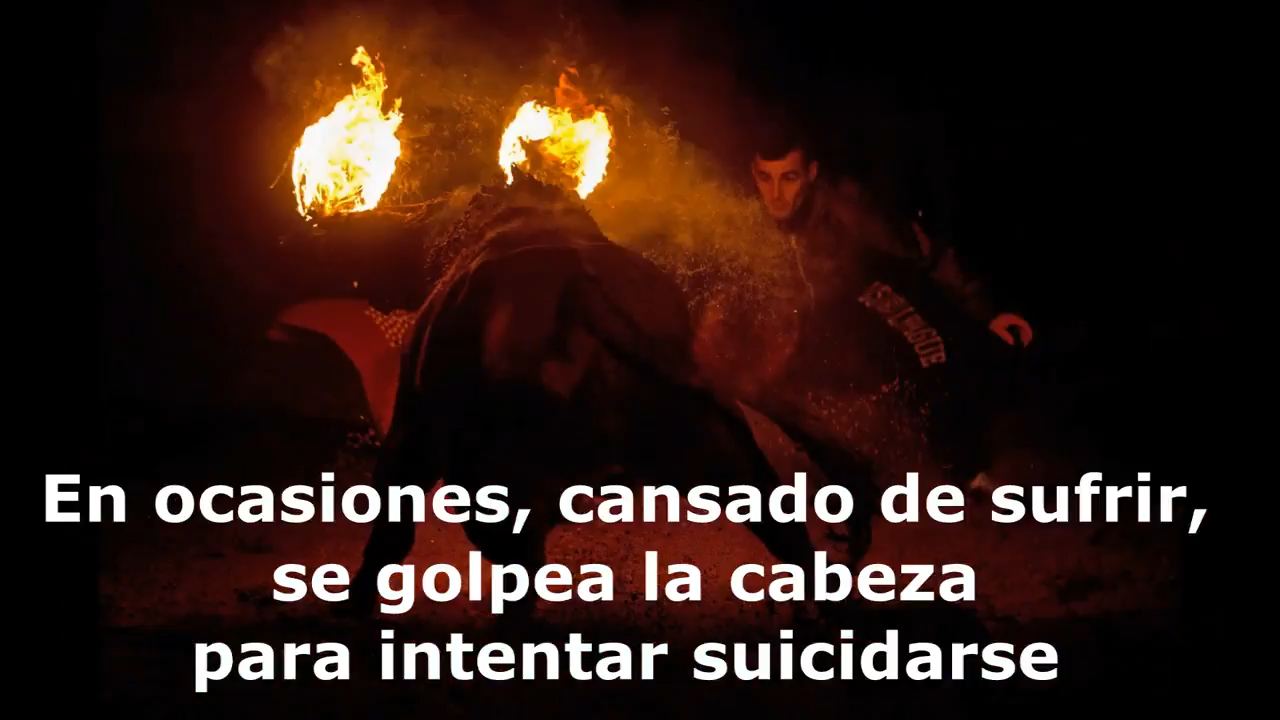 En ocasiones, cansado de sufrir,
se golpea la cabeza
para intentar suicidarse